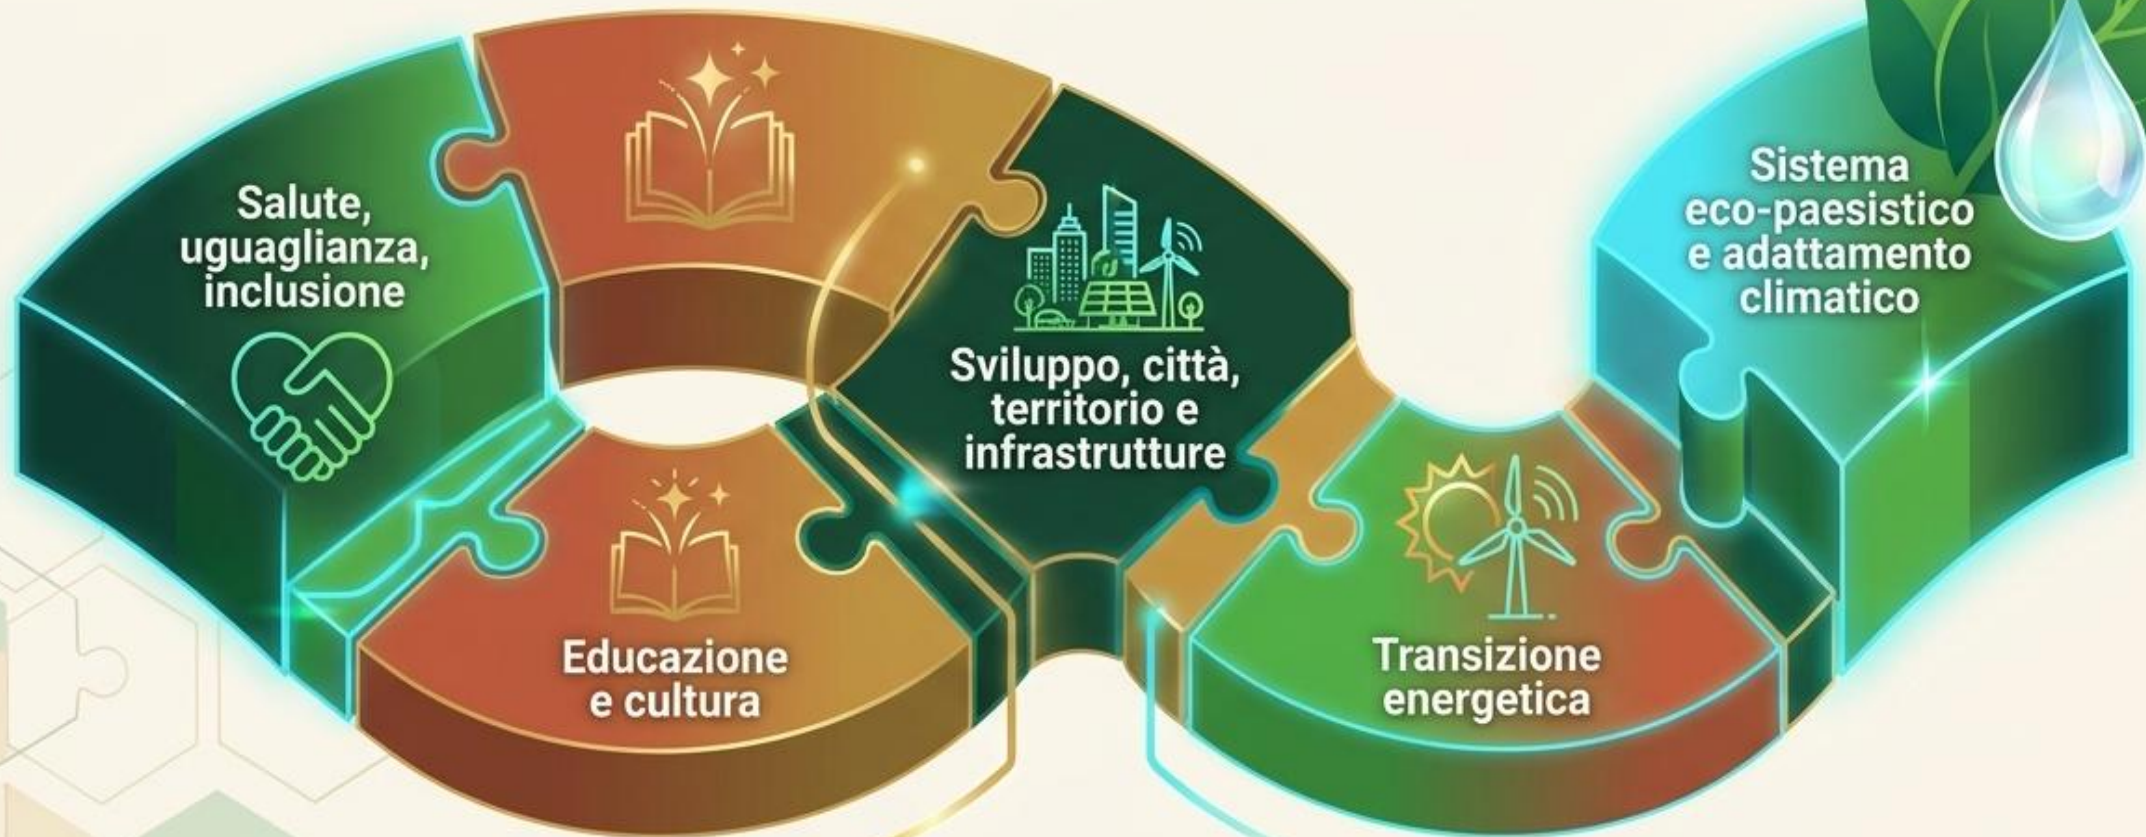 Salute,
uguaglianza,
inclusione
Educazione
e cultura
Sviluppo, città,
territorio e
infrastrutture
Transizione
energetica
Sistema
eco-paesistico
e adattamento
climatico